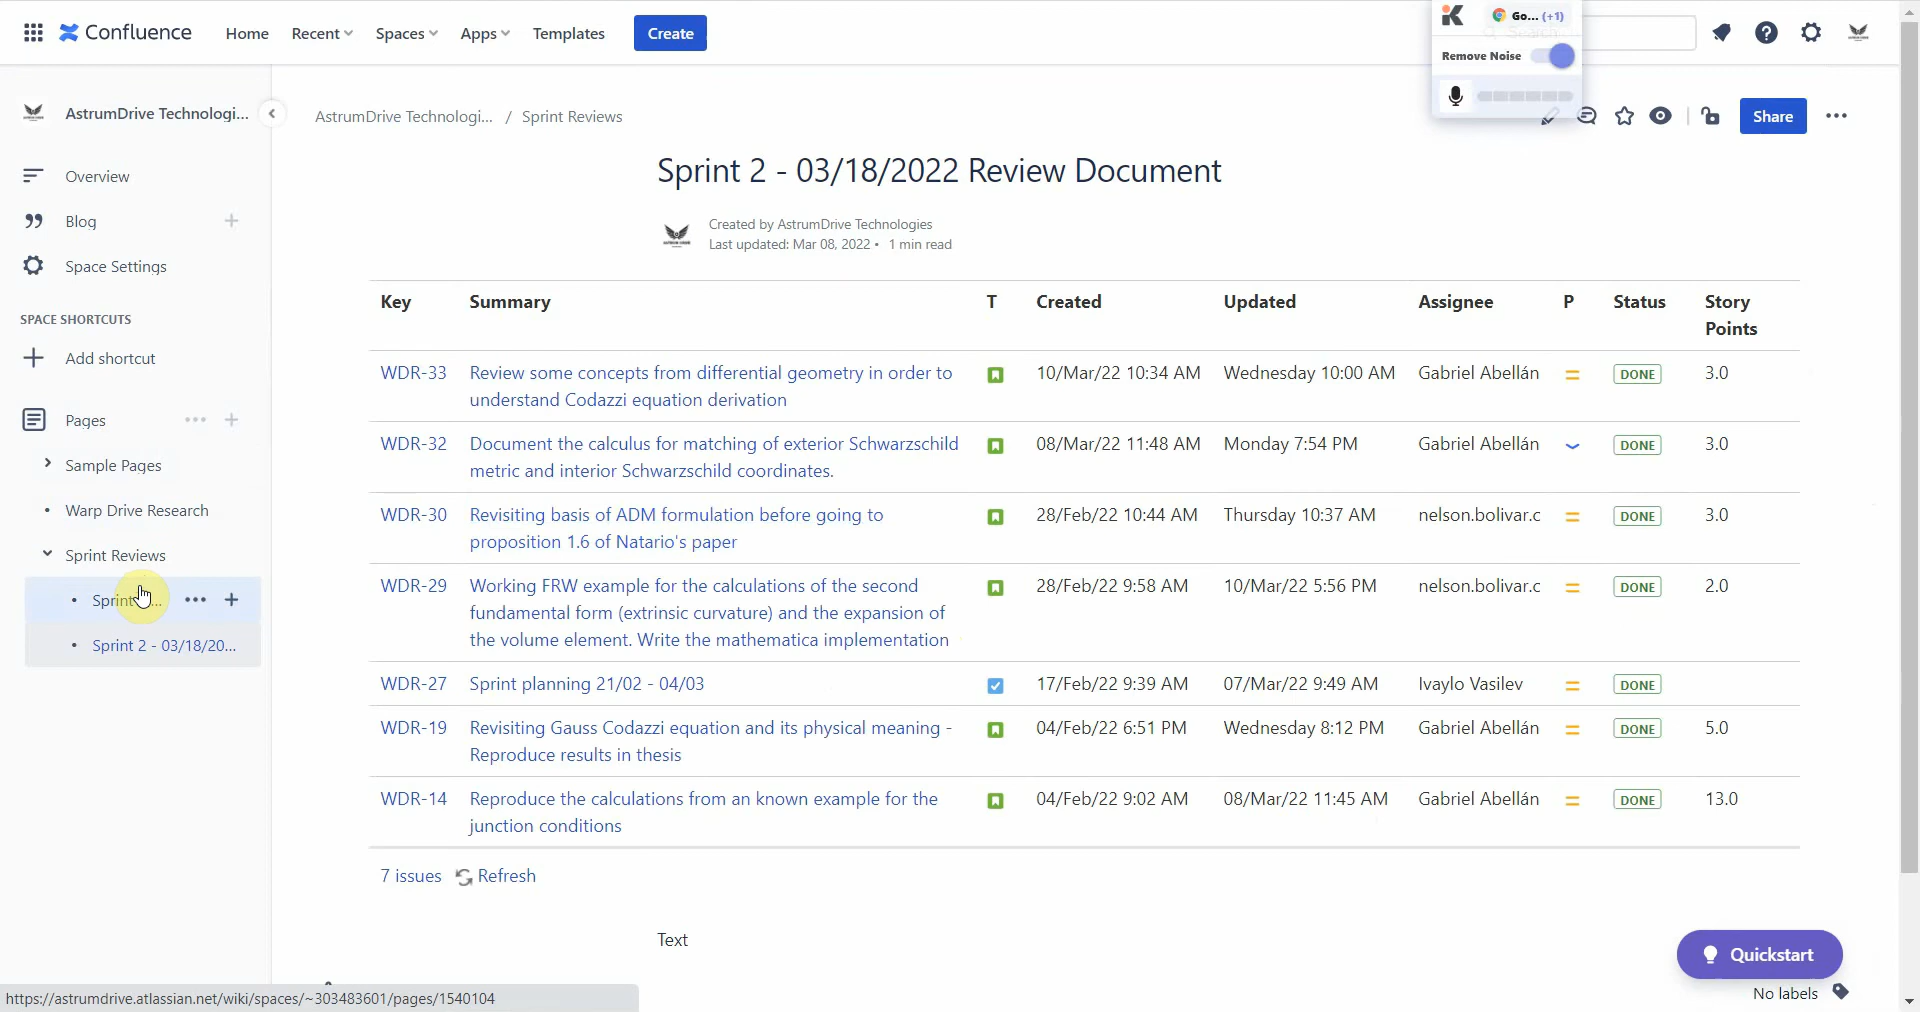 Confluence
Home
Recent
Spaces
Apps
Templates
Create
Go... (+1)
Search
Remove Noise
AstrumDrive Technologi...
AstrumDrive Technologi... / Sprint Reviews
Share
Overview
Blog
Space Settings
SPACE SHORTCUTS
Add shortcut
Pages
Sample Pages
Warp Drive Research
Sprint Reviews
Sprint 2 - 03/18/20...
Sprint 2 - 03/18/2022 Review Document
Created by AstrumDrive Technologies
Last updated: Mar 08, 2022 • 1 min read
Key Summary T Created Updated Assignee P Status Story
Points
WDR-33 Review some concepts from differential geometry in order to 10/Mar/22 10:34 AM Wednesday 10:00 AM Gabriel Abellán DONE 3.0
understand Codazzi equation derivation
WDR-32 Document the calculus for matching of exterior Schwarzschild 08/Mar/22 11:48 AM Monday 7:54 PM Gabriel Abellán DONE 3.0
metric and interior Schwarzschild coordinates.
WDR-30 Revisiting basis of ADM formulation before going to 28/Feb/22 10:44 AM Thursday 10:37 AM nelson.bolivar.c DONE 3.0
proposition 1.6 of Natario's paper
WDR-29 Working FRW example for the calculations of the second 28/Feb/22 9:58 AM 10/Mar/22 5:56 PM nelson.bolivar.c DONE 2.0
fundamental form (extrinsic curvature) and the expansion of
the volume element. Write the mathematica implementation
WDR-27 Sprint planning 21/02 - 04/03 17/Feb/22 9:39 AM 07/Mar/22 9:49 AM Ivaylo Vasilev DONE
WDR-19 Revisiting Gauss Codazzi equation and its physical meaning - 04/Feb/22 6:51 PM Wednesday 8:12 PM Gabriel Abellán DONE 5.0
Reproduce results in thesis
WDR-14 Reproduce the calculations from an known example for the 04/Feb/22 9:02 AM 08/Mar/22 11:45 AM Gabriel Abellán DONE 13.0
junction conditions
7 issues Refresh
Text
Quickstart
No labels
https://astrumdrive.atlassian.net/wiki/spaces/~303483601/pages/1540104